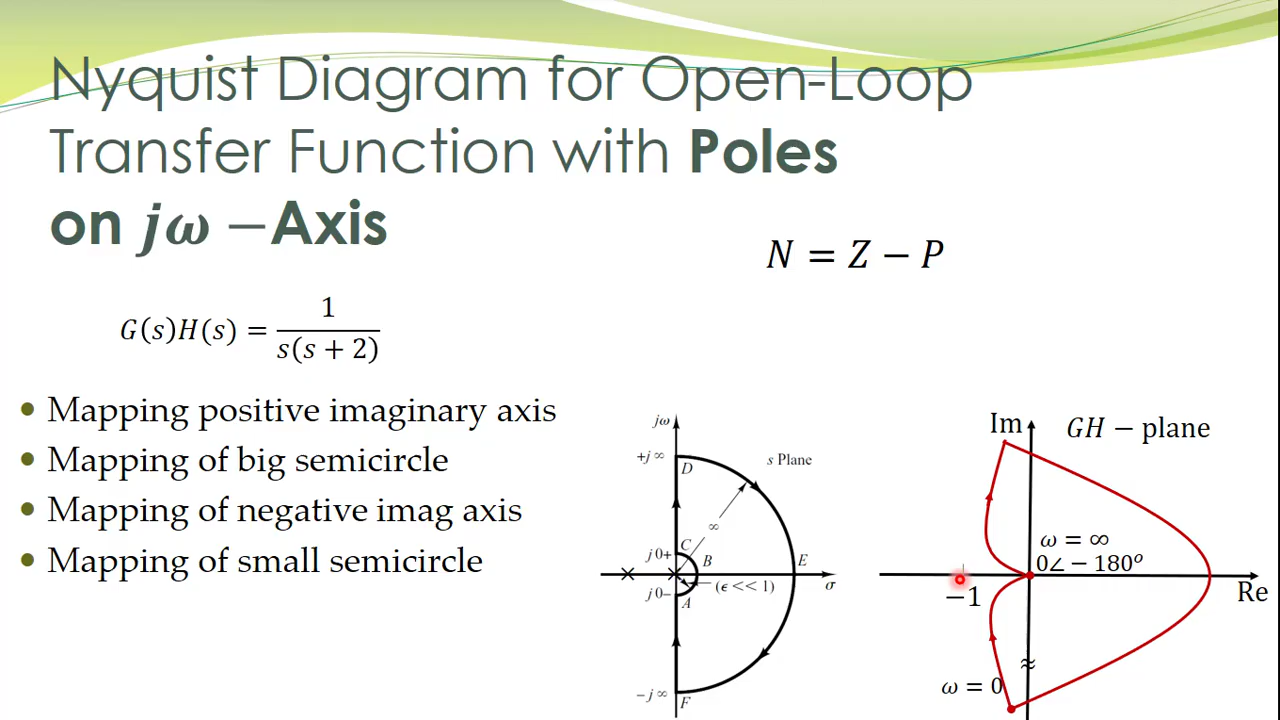 Nyquist Diagram for Open-Loop
Transfer Function with Poles
on jω −Axis
N = Z − P
G(s)H(s) = 1 / s(s + 2)
• Mapping positive imaginary axis
• Mapping of big semicircle
• Mapping of negative imag axis
• Mapping of small semicircle
jω
+j ∞
D
s Plane
∞
j 0+
C
B
E
(ϵ << 1)
σ
j 0−
A
−j ∞
F
Im
GH − plane
ω = ∞
0∠ − 180°
−1
Re
≈
ω = 0